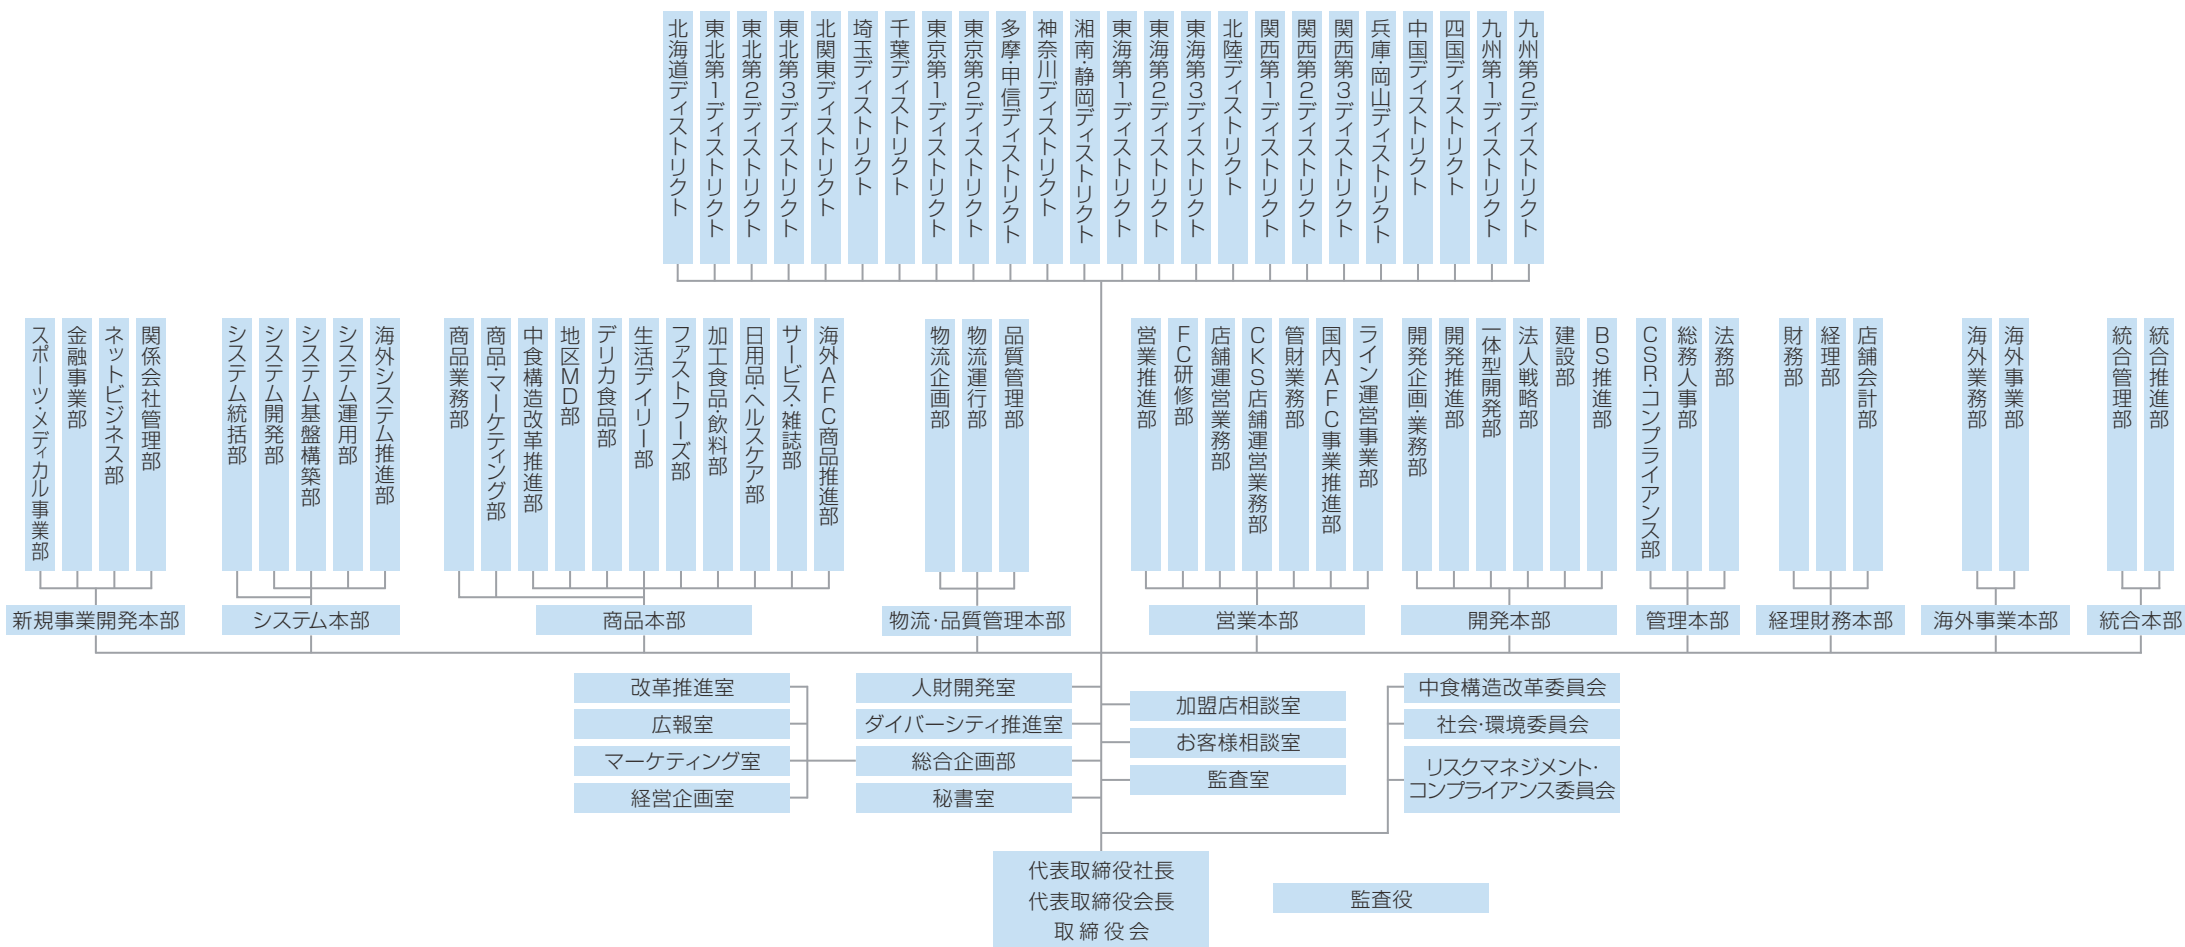 北海道ディストリクト
東北第1ディストリクト
東北第2ディストリクト
東北第3ディストリクト
北関東ディストリクト
埼玉ディストリクト
千葉ディストリクト
東京第1ディストリクト
東京第2ディストリクト
多摩・甲信ディストリクト
神奈川ディストリクト
湘南・静岡ディストリクト
東海第1ディストリクト
東海第2ディストリクト
東海第3ディストリクト
北陸ディストリクト
関西第1ディストリクト
関西第2ディストリクト
関西第3ディストリクト
兵庫・岡山ディストリクト
中国ディストリクト
四国ディストリクト
九州第1ディストリクト
九州第2ディストリクト
スポーツ・メディカル事業部
金融事業部
ネットビジネス部
関係会社管理部
システム統括部
システム開発部
システム基盤構築部
システム運用部
海外システム推進部
商品業務部
商品・マーケティング部
中食構造改革推進部
地区MD部
デリカ食品部
生活デイリー部
ファストフーズ部
加工食品・飲料部
日用品・ヘルスケア部
サービス・雑誌部
海外AFC商品推進部
物流企画部
物流運行部
品質管理部
営業推進部
FC研修部
店舗運営業務部
CKS店舗運営業務部
管財業務部
国内AFC事業推進部
ライン運営事業部
開発企画・業務部
開発推進部
一体型開発部
法人戦略部
建設部
BS推進部
CSR・コンプライアンス部
総務人事部
法務部
財務部
経理部
店舗会計部
海外業務部
海外事業部
統合管理部
統合推進部
新規事業開発本部
システム本部
商品本部
物流・品質管理本部
営業本部
開発本部
管理本部
経理財務本部
海外事業本部
統合本部
改革推進室
広報室
マーケティング室
経営企画室
人財開発室
ダイバーシティ推進室
総合企画部
秘書室
加盟店相談室
お客様相談室
監査室
中食構造改革委員会
社会・環境委員会
リスクマネジメント・
コンプライアンス委員会
代表取締役社長
代表取締役会長
取締役会
監査役